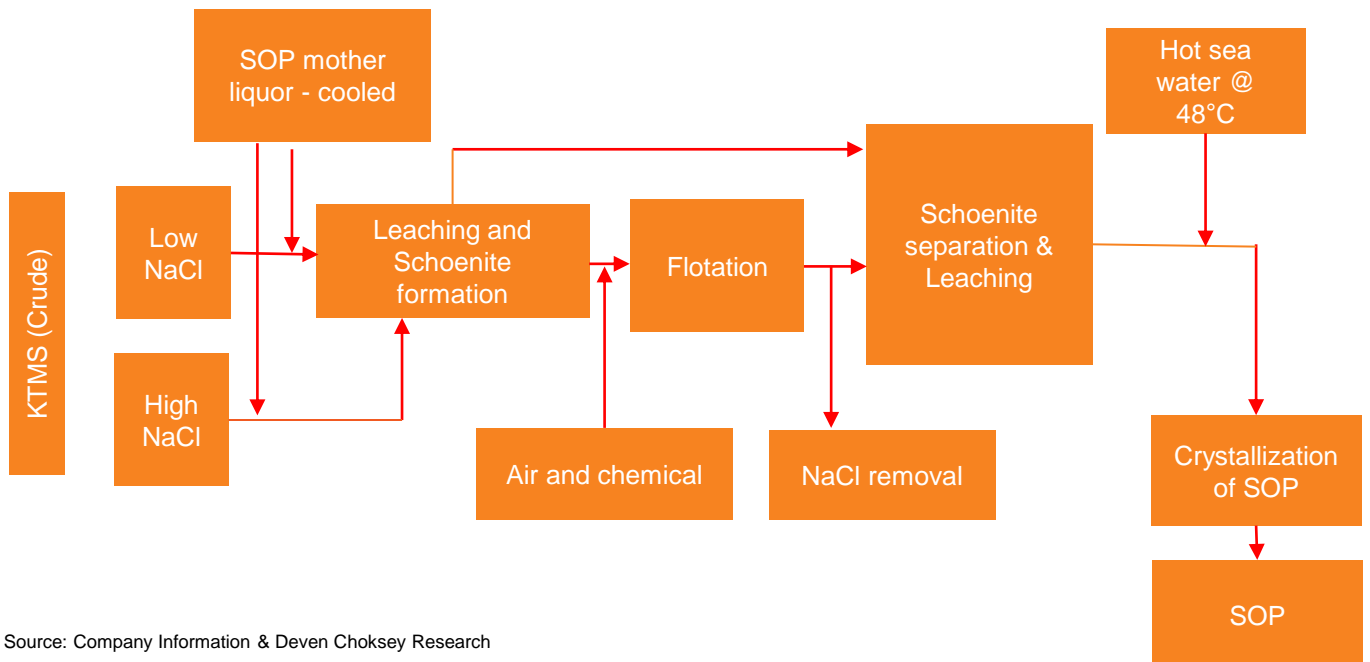 SOP mother
liquor - cooled
Hot sea
water @
48°C
KTMS (Crude)
Low
NaCl
Leaching and
Schoenite
formation
Flotation
Schoenite
separation &
Leaching
High
NaCl
Air and chemical
NaCl removal
Crystallization
of SOP
SOP
Source: Company Information & Deven Choksey Research